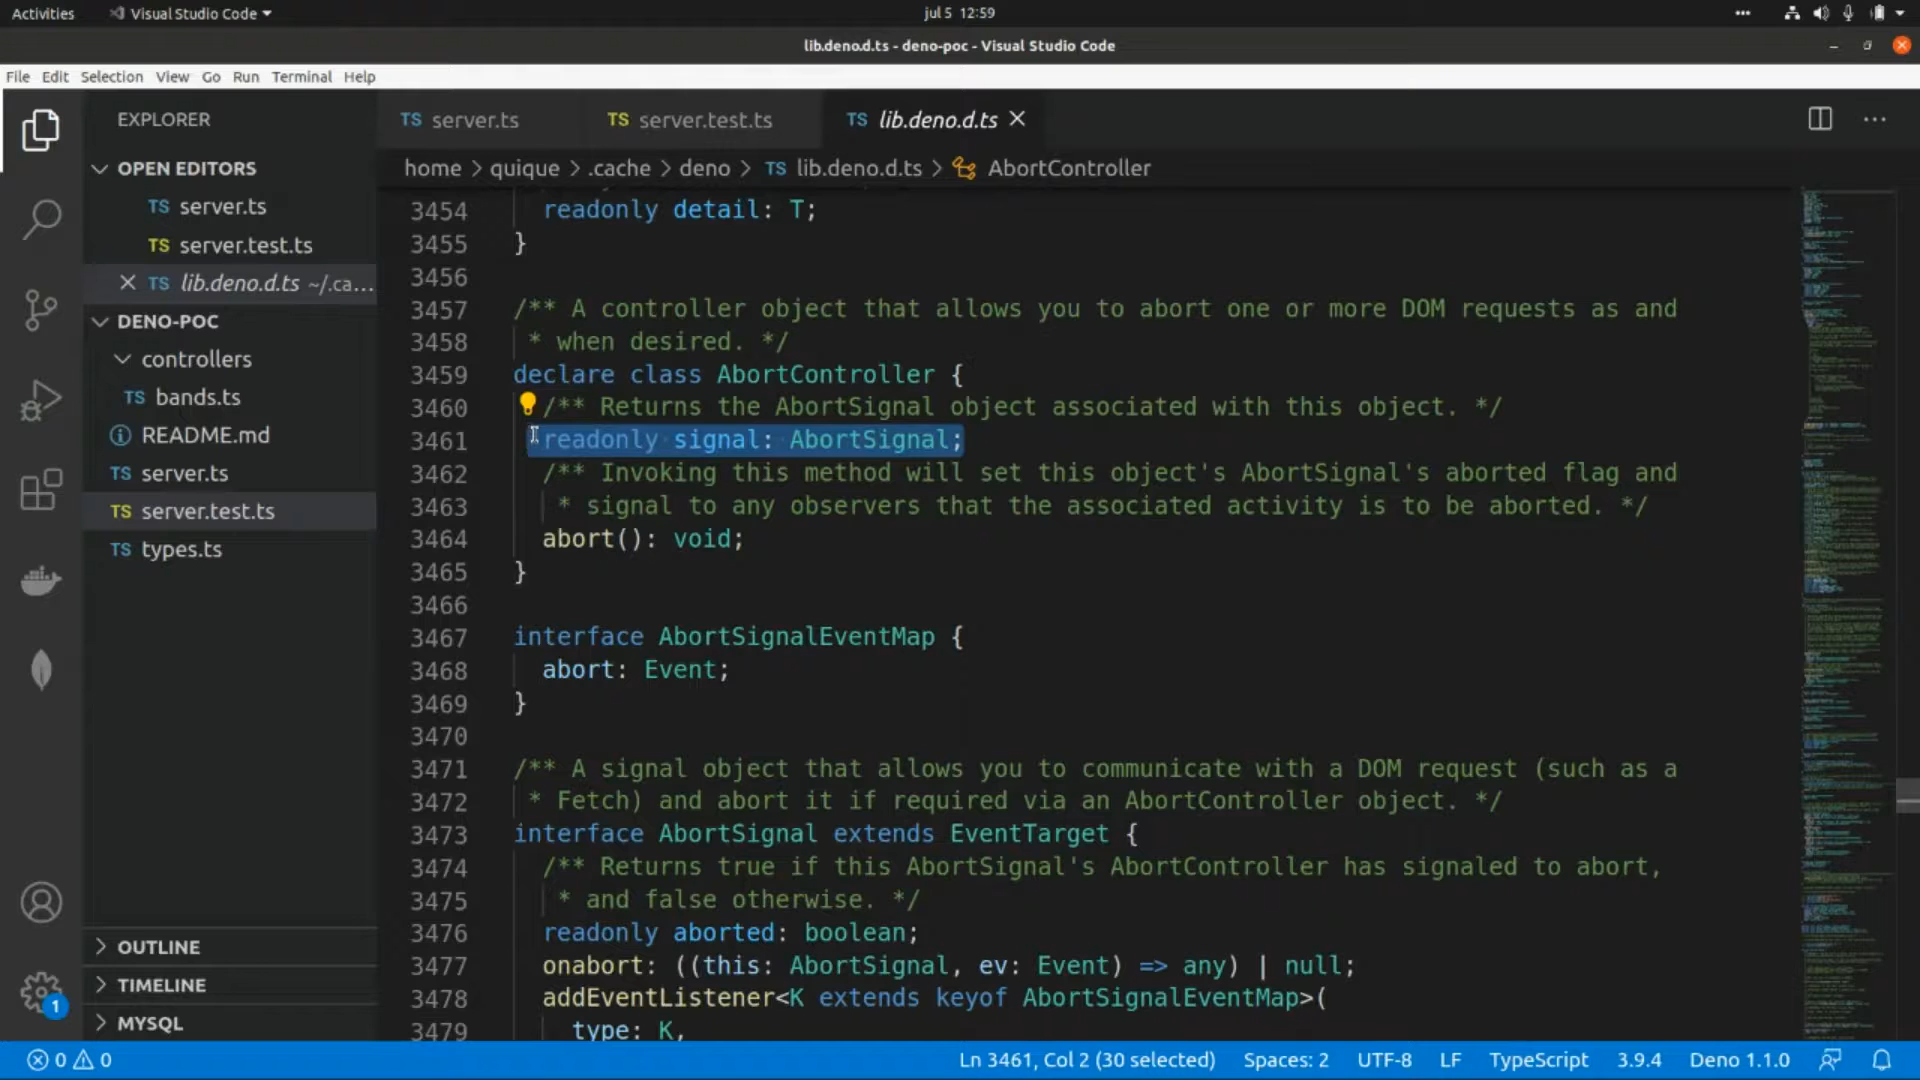 Activities
Visual Studio Code
jul 5 12:59
lib.deno.d.ts - deno-poc - Visual Studio Code
File Edit Selection View Go Run Terminal Help
EXPLORER
OPEN EDITORS
TS server.ts
TS server.test.ts
TS lib.deno.d.ts ~/.ca...
DENO-POC
controllers
TS bands.ts
README.md
TS server.ts
TS server.test.ts
TS types.ts
OUTLINE
TIMELINE
MYSQL
1
TS server.ts
TS server.test.ts
TS lib.deno.d.ts
home > quique > .cache > deno > TS lib.deno.d.ts > AbortController
3454 readonly detail: T;
3455 }
3456
3457 /** A controller object that allows you to abort one or more DOM requests as and
3458 * when desired. */
3459 declare class AbortController {
3460 /** Returns the AbortSignal object associated with this object. */
3461 readonly signal: AbortSignal;
3462 /** Invoking this method will set this object's AbortSignal's aborted flag and
3463 * signal to any observers that the associated activity is to be aborted. */
3464 abort(): void;
3465 }
3466
3467 interface AbortSignalEventMap {
3468 abort: Event;
3469 }
3470
3471 /** A signal object that allows you to communicate with a DOM request (such as a
3472 * Fetch) and abort it if required via an AbortController object. */
3473 interface AbortSignal extends EventTarget {
3474 /** Returns true if this AbortSignal's AbortController has signaled to abort,
3475 * and false otherwise. */
3476 readonly aborted: boolean;
3477 onabort: ((this: AbortSignal, ev: Event) => any) | null;
3478 addEventListener<K extends keyof AbortSignalEventMap>(
3479 type: K,
0 0
Ln 3461, Col 2 (30 selected)
Spaces: 2
UTF-8
LF
TypeScript
3.9.4
Deno 1.1.0